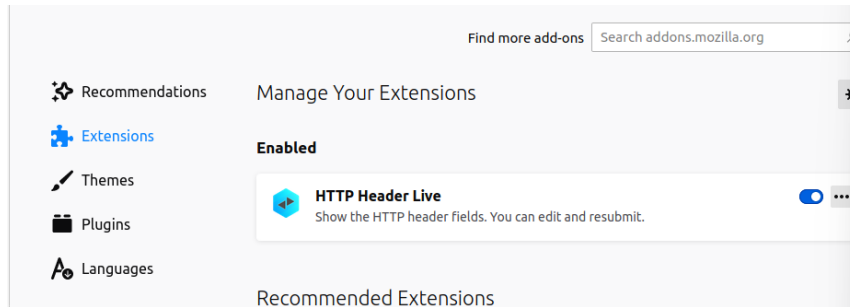 Find more add-ons Search addons.mozilla.org
Recommendations
Manage Your Extensions
Extensions
Enabled
Themes
HTTP Header Live
Show the HTTP header fields. You can edit and resubmit.
Plugins
Languages
Recommended Extensions